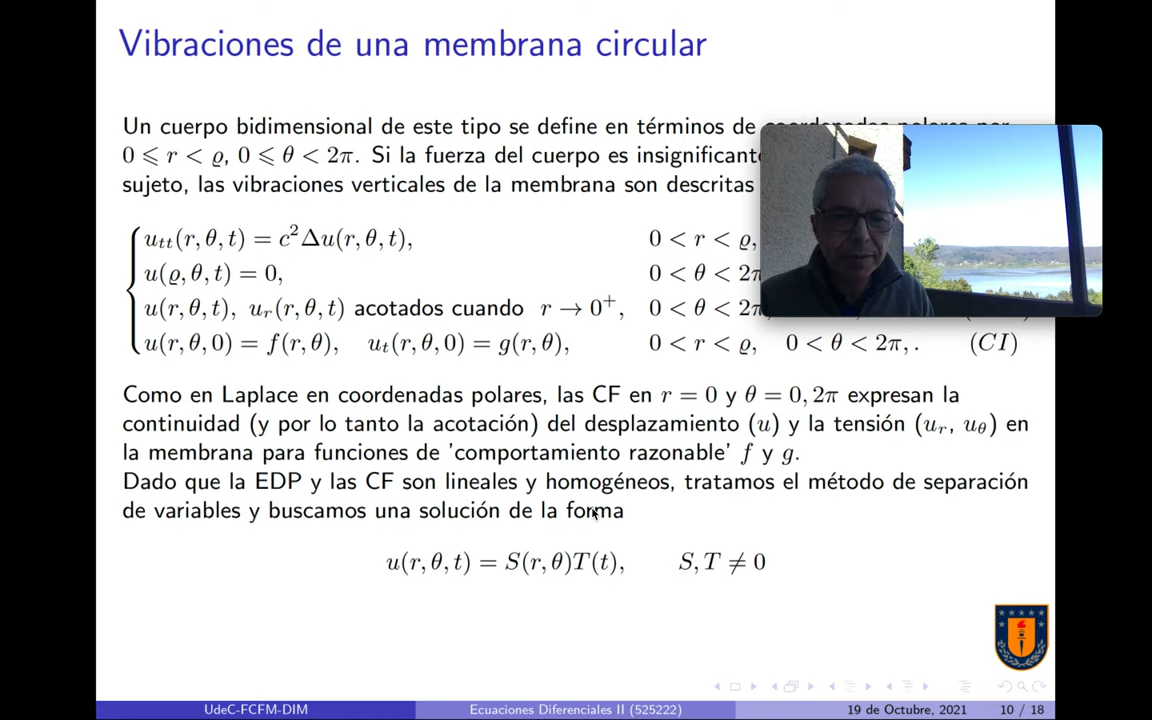 Vibraciones de una membrana circular
Un cuerpo bidimensional de este tipo se define en términos de
0 ⩽ r < ϱ, 0 ⩽ θ < 2π. Si la fuerza del cuerpo es insignificante
sujeto, las vibraciones verticales de la membrana son descritas
u_tt(r, θ, t) = c²Δu(r, θ, t), 0 < r < ϱ,
u(ϱ, θ, t) = 0, 0 < θ < 2π
u(r, θ, t), u_r(r, θ, t) acotados cuando r → 0⁺, 0 < θ < 2π
u(r, θ, 0) = f(r, θ), u_t(r, θ, 0) = g(r, θ), 0 < r < ϱ, 0 < θ < 2π, . (CI)
Como en Laplace en coordenadas polares, las CF en r = 0 y θ = 0, 2π expresan la
continuidad (y por lo tanto la acotación) del desplazamiento (u) y la tensión (u_r, u_θ) en
la membrana para funciones de 'comportamiento razonable' f y g.
Dado que la EDP y las CF son lineales y homogéneos, tratamos el método de separación
de variables y buscamos una solución de la forma
u(r, θ, t) = S(r, θ)T(t), S, T ≠ 0
UdeC-FCFM-DIM Ecuaciones Diferenciales II (525222) 19 de Octubre, 2021 10 / 18